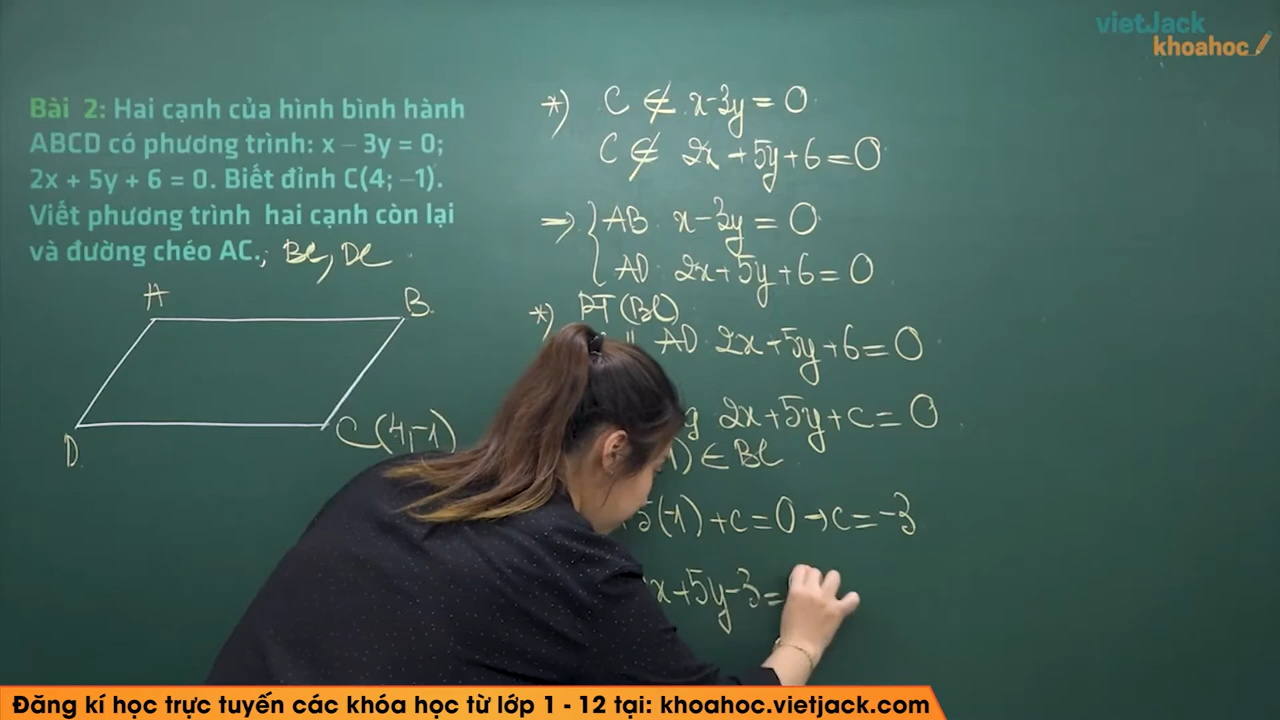 vietJack
khoahoc
Bài 2: Hai cạnh của hình bình hành
ABCD có phương trình: x – 3y = 0;
2x + 5y + 6 = 0. Biết đỉnh C(4; –1).
Viết phương trình hai cạnh còn lại
và đường chéo AC.; BC, DC
A
B
D
C(4,-1)
*) C ∉ x-3y=0
C ∉ 2x+5y+6=0
=> { AB x-3y=0
AD 2x+5y+6=0
*) PT (BC)
// AD 2x+5y+6=0
g 2x+5y+c=0
1) ∈ BC
+5(-1)+c=0 → c=-3
x+5y-3=
Đăng kí học trực tuyến các khóa học từ lớp 1 - 12 tại: khoahoc.vietjack.com